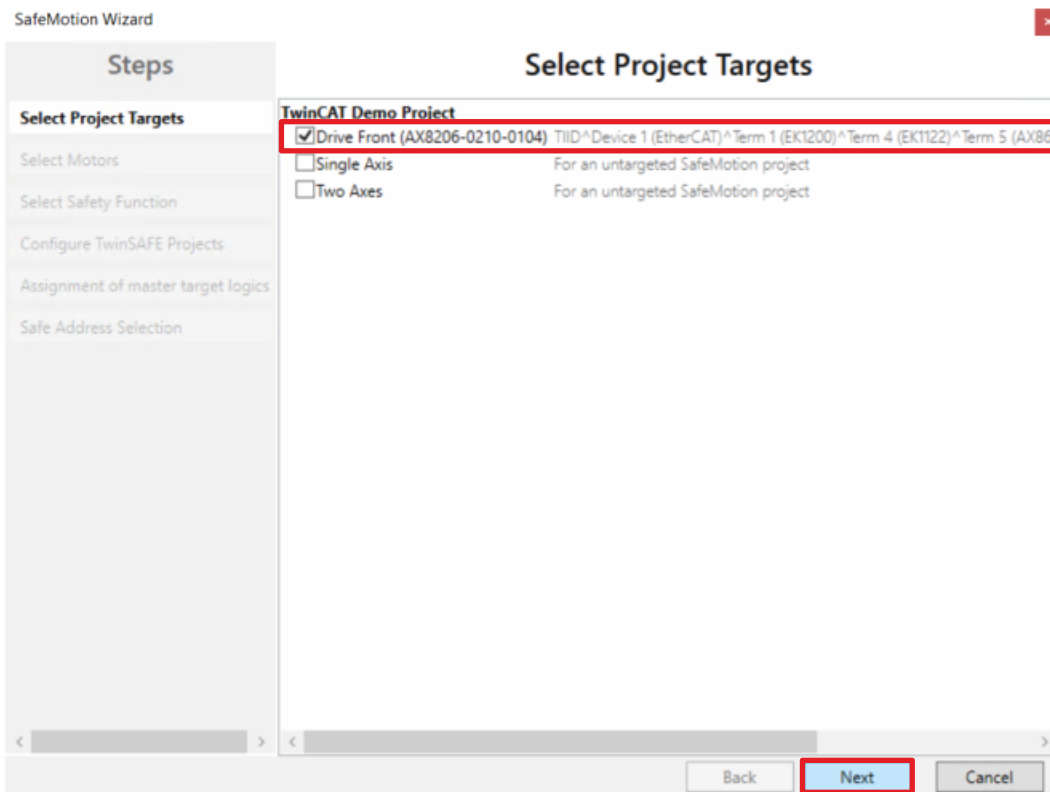 SafeMotion Wizard
Steps
Select Project Targets
Select Motors
Select Safety Function
Configure TwinSAFE Projects
Assignment of master target logics
Safe Address Selection
Select Project Targets
TwinCAT Demo Project
Drive Front (AX8206-0210-0104) TIID^Device 1 (EtherCAT)^Term 1 (EK1200)^Term 4 (EK1122)^Term 5 (AX86
Single Axis For an untargeted SafeMotion project
Two Axes For an untargeted SafeMotion project
Back Next Cancel